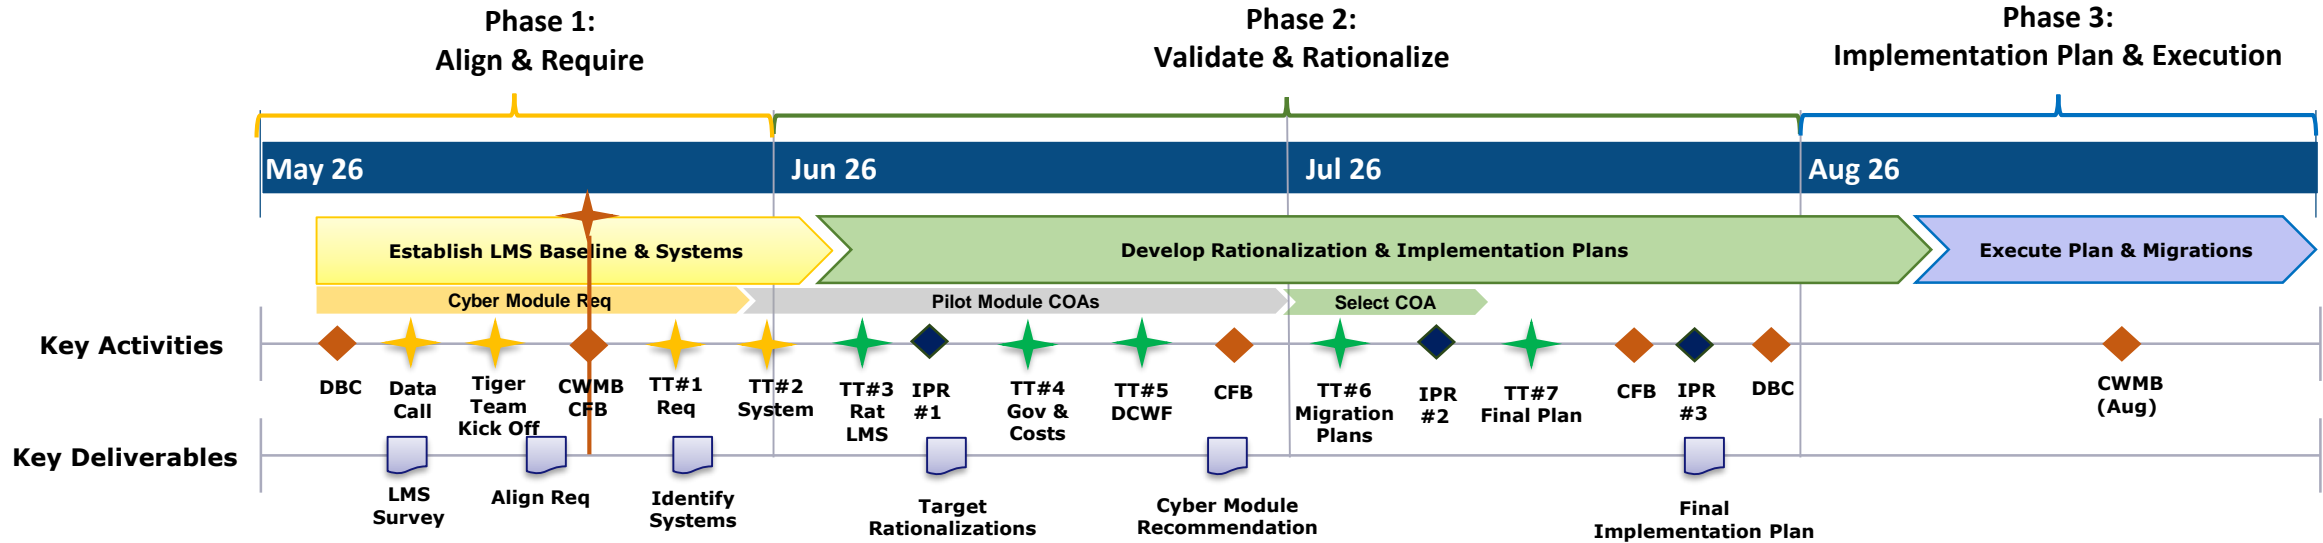 Phase 1:
Align & Require
Phase 2:
Validate & Rationalize
Phase 3:
Implementation Plan & Execution
May 26
Jun 26
Jul 26
Aug 26
Establish LMS Baseline & Systems
Develop Rationalization & Implementation Plans
Execute Plan & Migrations
Cyber Module Req
Pilot Module COAs
Select COA
Key Activities
DBC
Data
Call
Tiger
Team
Kick Off
CWMB
CFB
TT#1
Req
TT#2
System
TT#3
Rat
LMS
IPR
#1
TT#4
Gov &
Costs
TT#5
DCWF
CFB
TT#6
Migration
Plans
IPR
#2
TT#7
Final Plan
CFB
IPR
#3
DBC
CWMB
(Aug)
Key Deliverables
LMS
Survey
Align Req
Identify
Systems
Target
Rationalizations
Cyber Module
Recommendation
Final
Implementation Plan